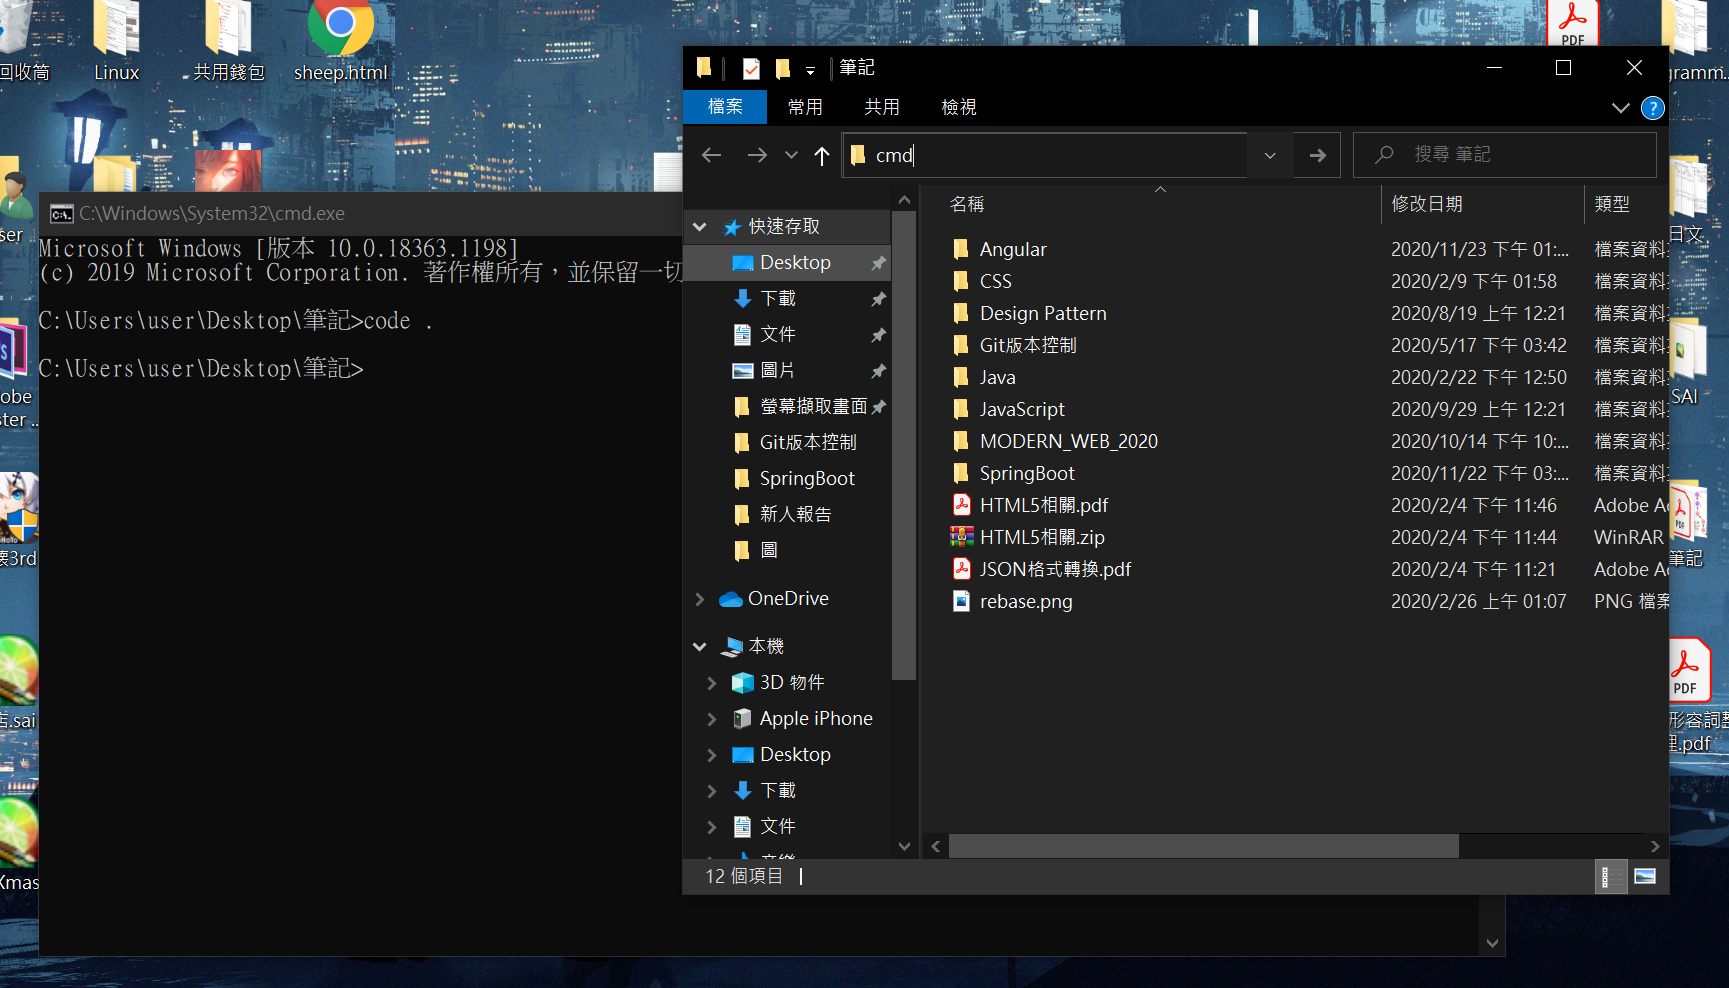 回收筒
Linux
共用錢包
sheep.html
PDF
C:\Windows\System32\cmd.exe
Microsoft Windows [版本 10.0.18363.1198]
(c) 2019 Microsoft Corporation. 著作權所有，並保留一切
C:\Users\user\Desktop\筆記>code .
C:\Users\user\Desktop\筆記>
筆記
檔案 常用 共用 檢視
cmd
搜尋 筆記
快速存取
Desktop
下載
文件
圖片
螢幕擷取畫面
Git版本控制
SpringBoot
新人報告
圖
OneDrive
本機
3D 物件
Apple iPhone
Desktop
下載
文件
音樂
名稱 修改日期 類型
Angular 2020/11/23 下午 01:... 檔案資料
CSS 2020/2/9 下午 01:58 檔案資料
Design Pattern 2020/8/19 上午 12:21 檔案資料
Git版本控制 2020/5/17 下午 03:42 檔案資料
Java 2020/2/22 下午 12:50 檔案資料
JavaScript 2020/9/29 上午 12:21 檔案資料
MODERN_WEB_2020 2020/10/14 下午 10:... 檔案資料
SpringBoot 2020/11/22 下午 03:... 檔案資料
HTML5相關.pdf 2020/2/4 下午 11:46 Adobe Ac
HTML5相關.zip 2020/2/4 下午 11:44 WinRAR
JSON格式轉換.pdf 2020/2/4 下午 11:21 Adobe Ac
rebase.png 2020/2/26 上午 01:07 PNG 檔案
12 個項目
ser
obe
ster ...
壞3rd
.sai
Xmas
gramm...
日文
SAI
PDF
筆記
PDF
形容詞整
理.pdf